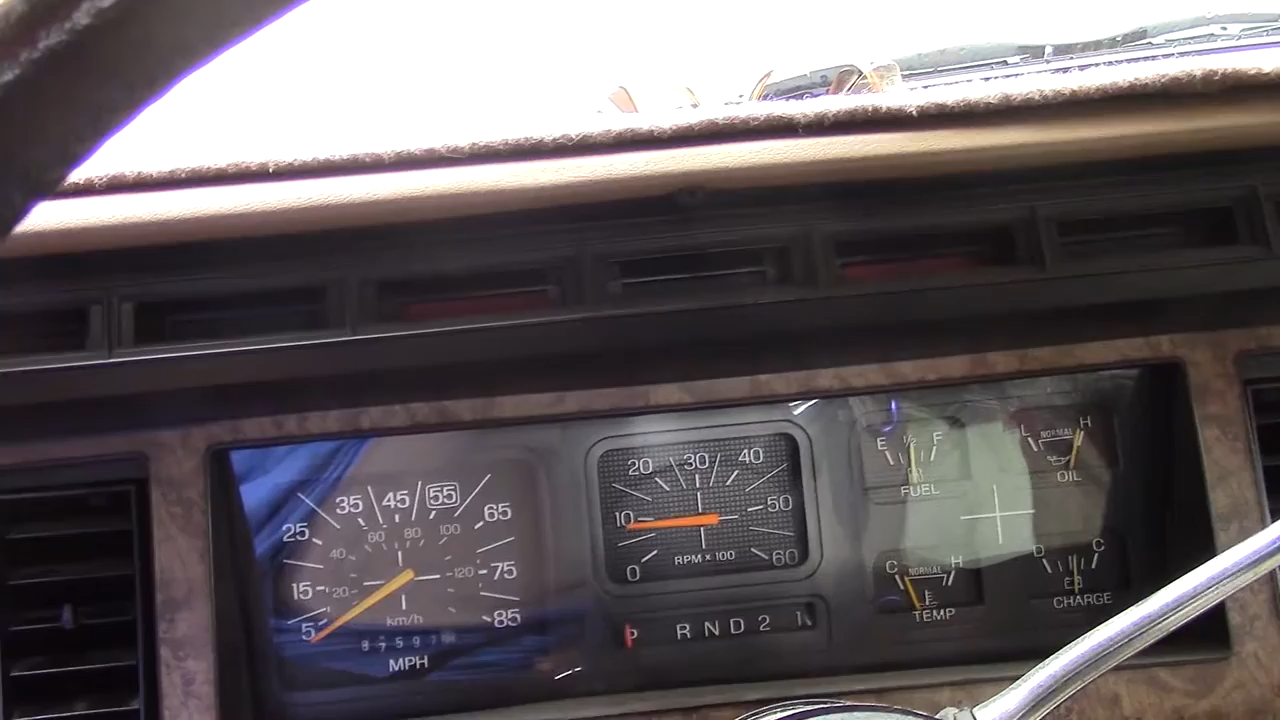 5 15 25 35 45 55 65 75 85
20 40 60 80 100 120
km/h
MPH
0 10 20 30 40 50 60
RPM x 100
P R N D 2 1
E 1/2 F
FUEL
L NORMAL H
OIL
C NORMAL H
TEMP
D C
CHARGE